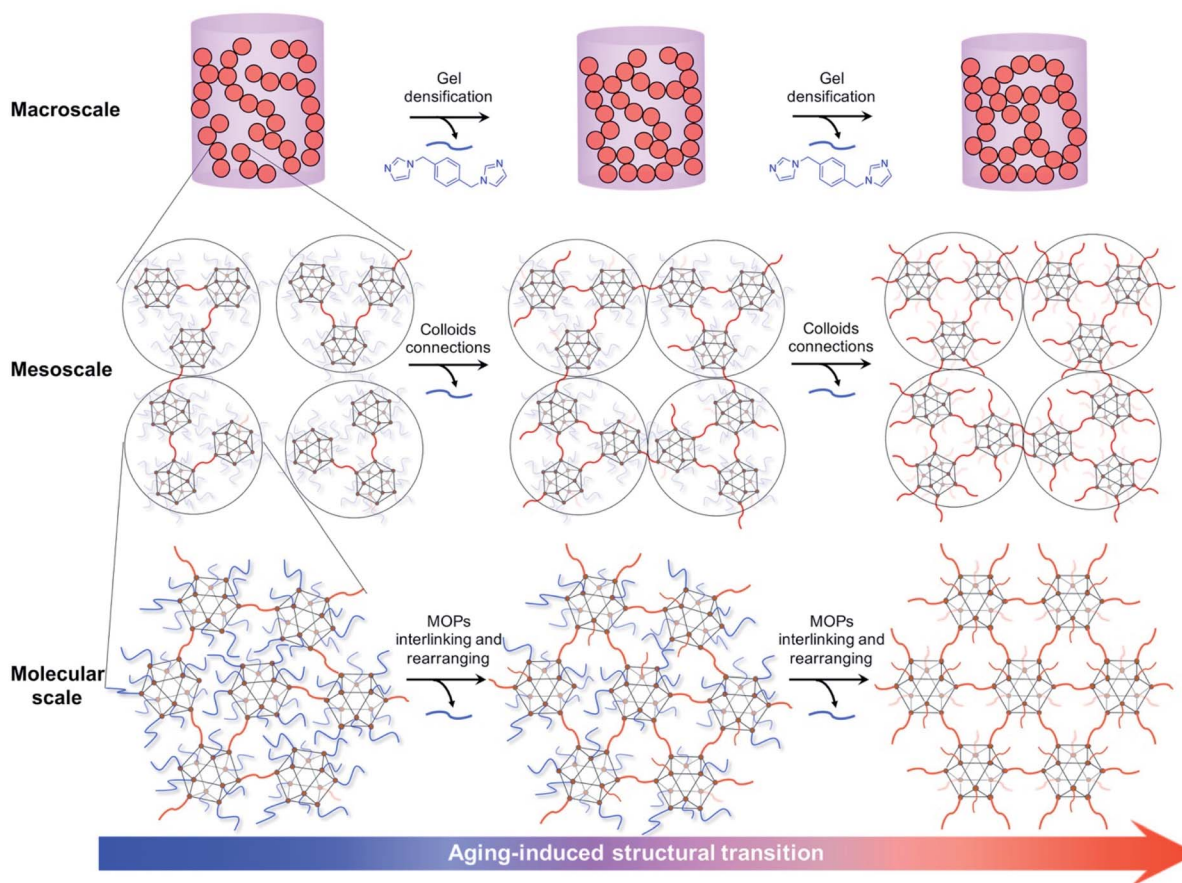 Macroscale
Gel
densification
Gel
densification
N
N
N
N
N
N
N
N
Mesoscale
Colloids
connections
Colloids
connections
Molecular
scale
MOPs
interlinking and
rearranging
MOPs
interlinking and
rearranging
Aging-induced structural transition